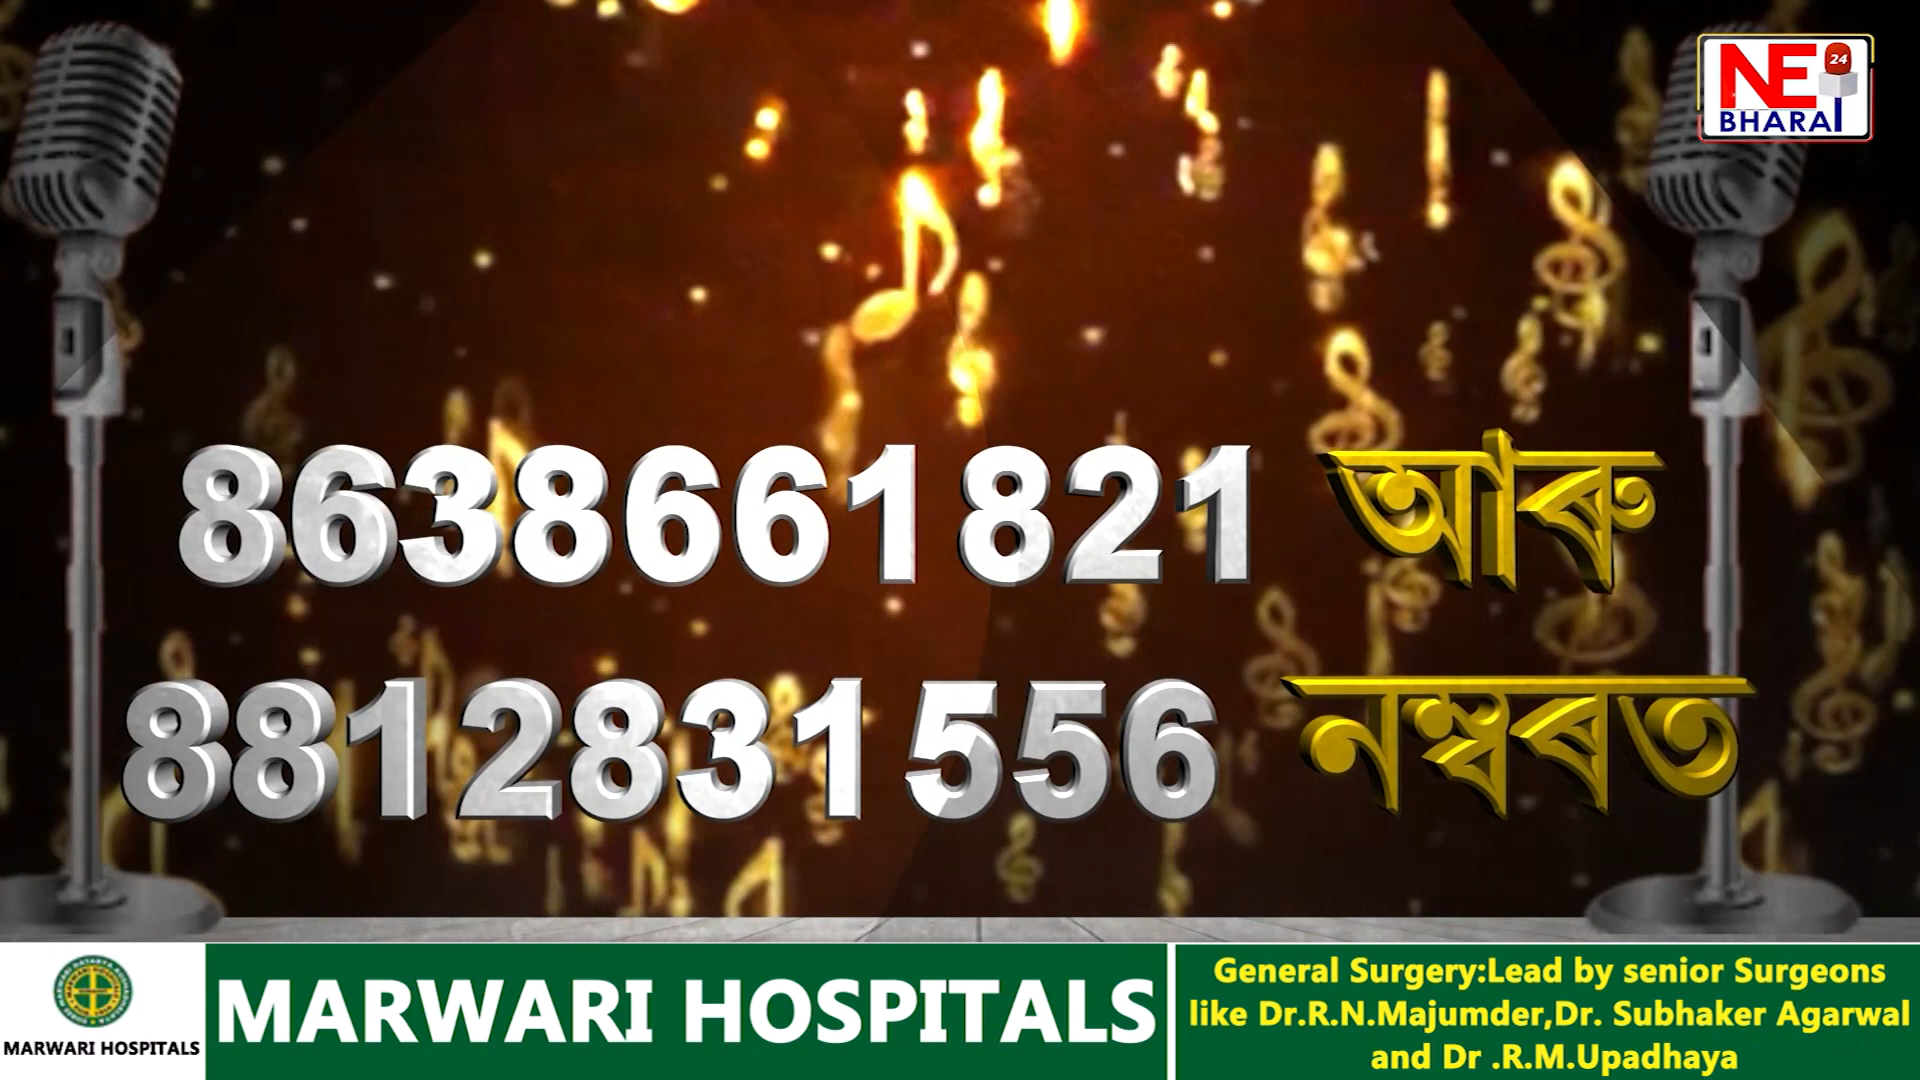 NE 24
BHARAT
8638661821 আৰু
8812831556 নম্বৰত
MARWARI HOSPITALS
MARWARI HOSPITALS
General Surgery:Lead by senior Surgeons
like Dr.R.N.Majumder,Dr. Subhaker Agarwal
and Dr .R.M.Upadhaya